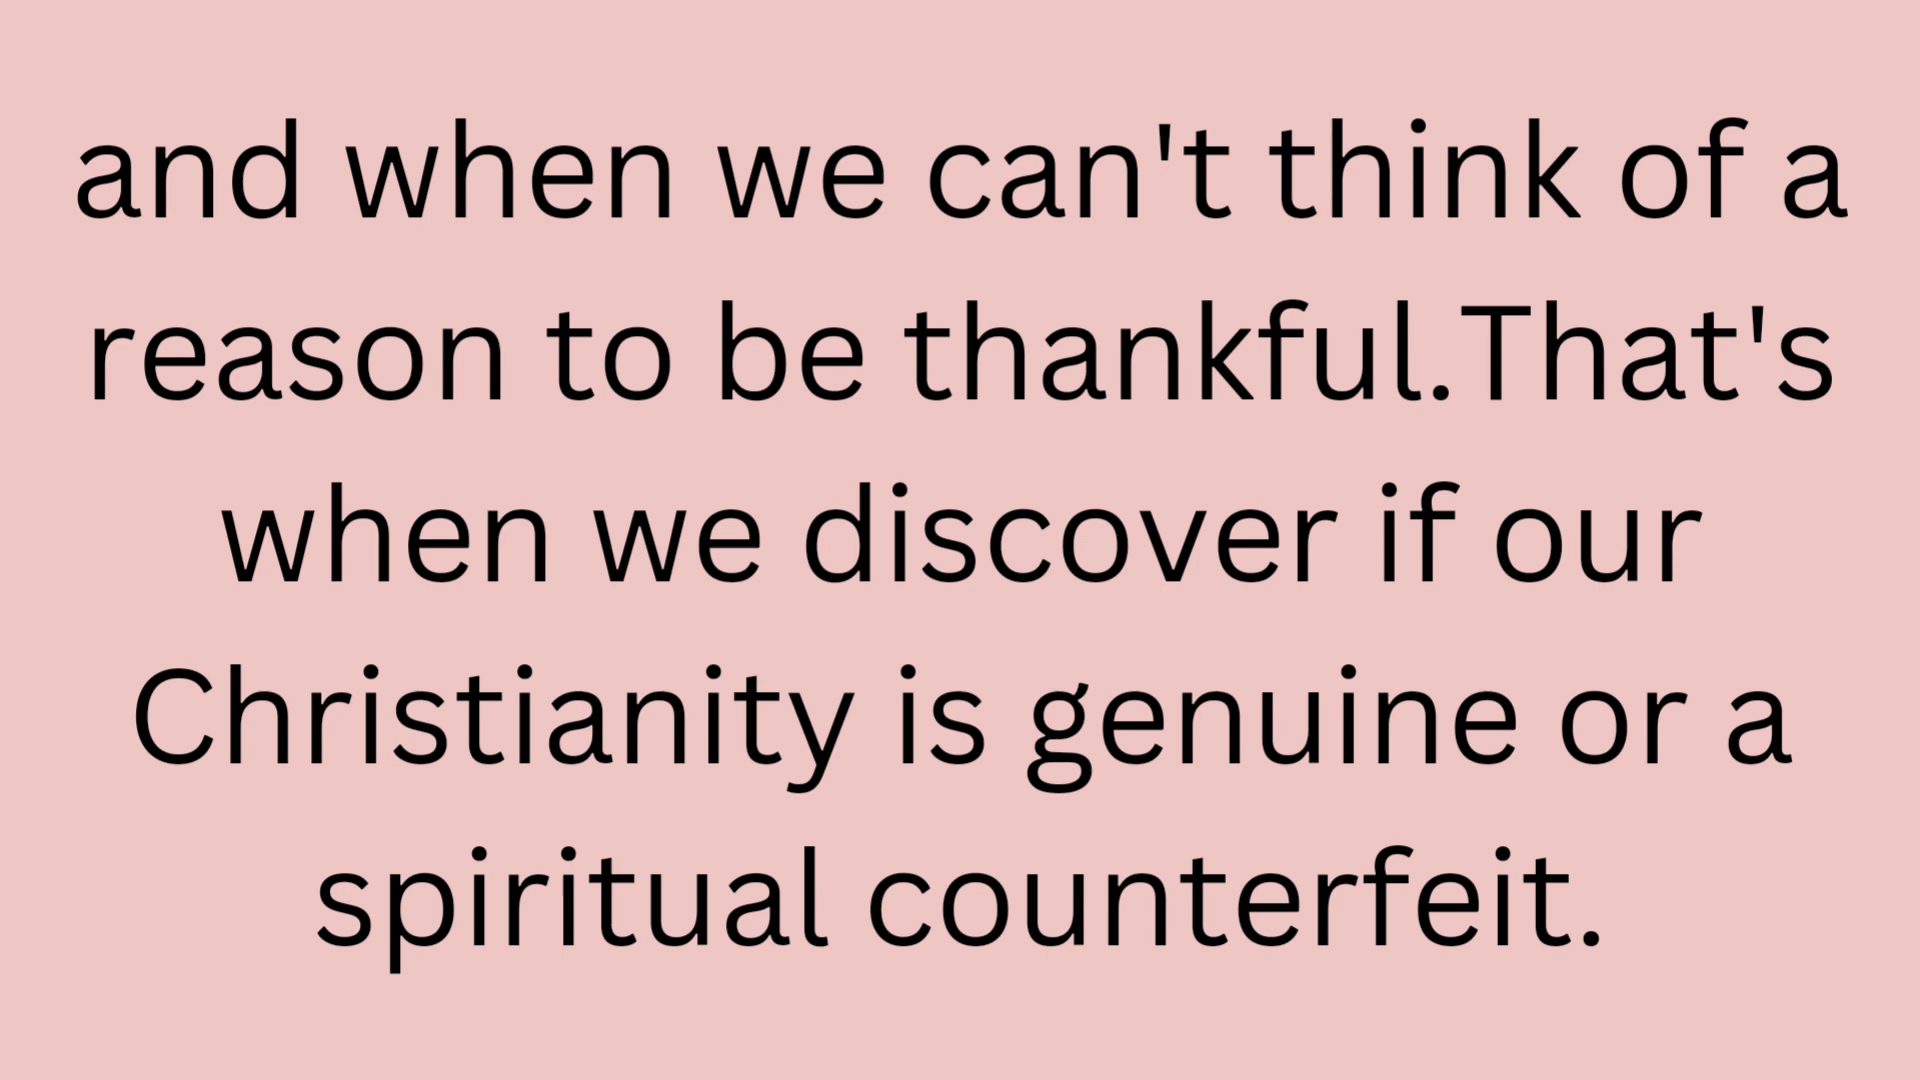 and when we can't think of a
reason to be thankful.That's
when we discover if our
Christianity is genuine or a
spiritual counterfeit.